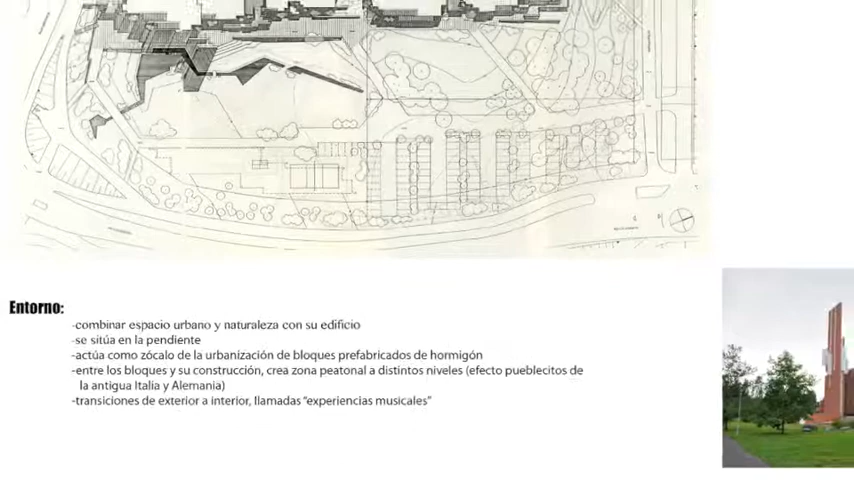 Entorno:
-combinar espacio urbano y naturaleza con su edificio
-se sitúa en la pendiente
-actúa como zócalo de la urbanización de bloques prefabricados de hormigón
-entre los bloques y su construcción, crea zona peatonal a distintos niveles (efecto pueblecitos de
la antigua Italia y Alemania)
-transiciones de exterior a interior, llamadas “experiencias musicales”